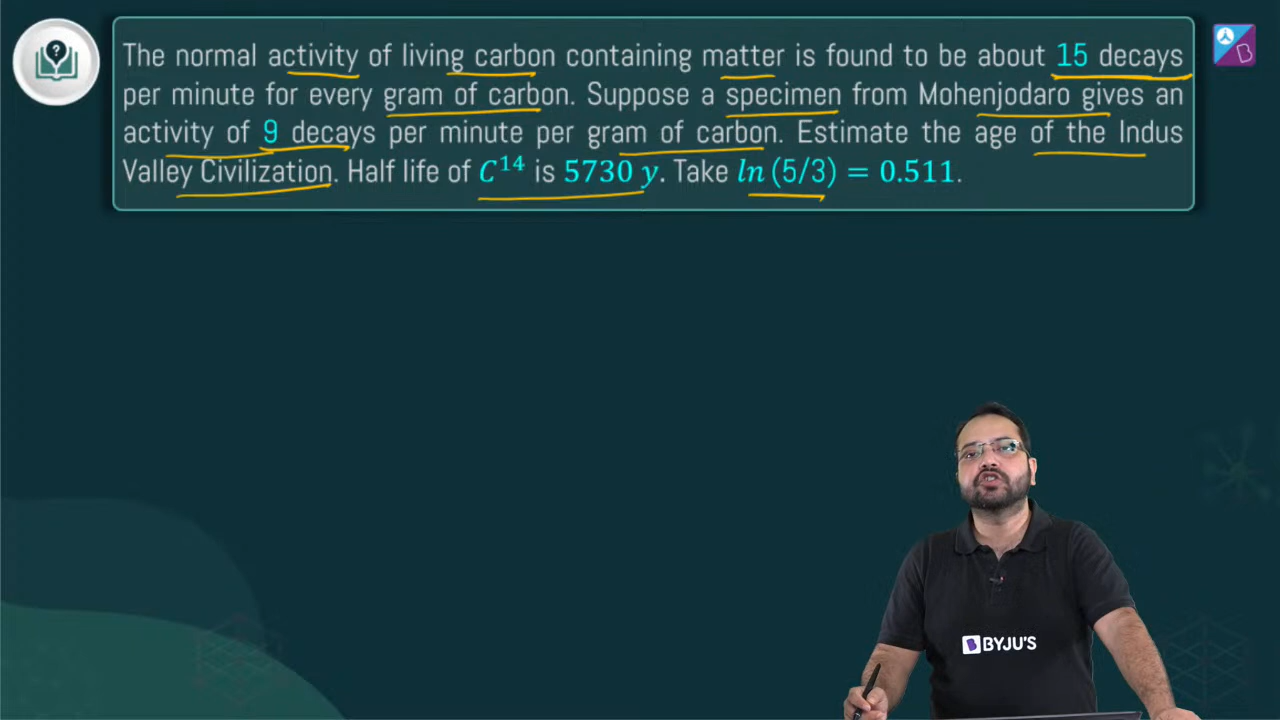 The normal activity of living carbon containing matter is found to be about 15 decays
per minute for every gram of carbon. Suppose a specimen from Mohenjodaro gives an
activity of 9 decays per minute per gram of carbon. Estimate the age of the Indus
Valley Civilization. Half life of C¹⁴ is 5730 y. Take ln (5/3) = 0.511.
?
B
B BYJU'S